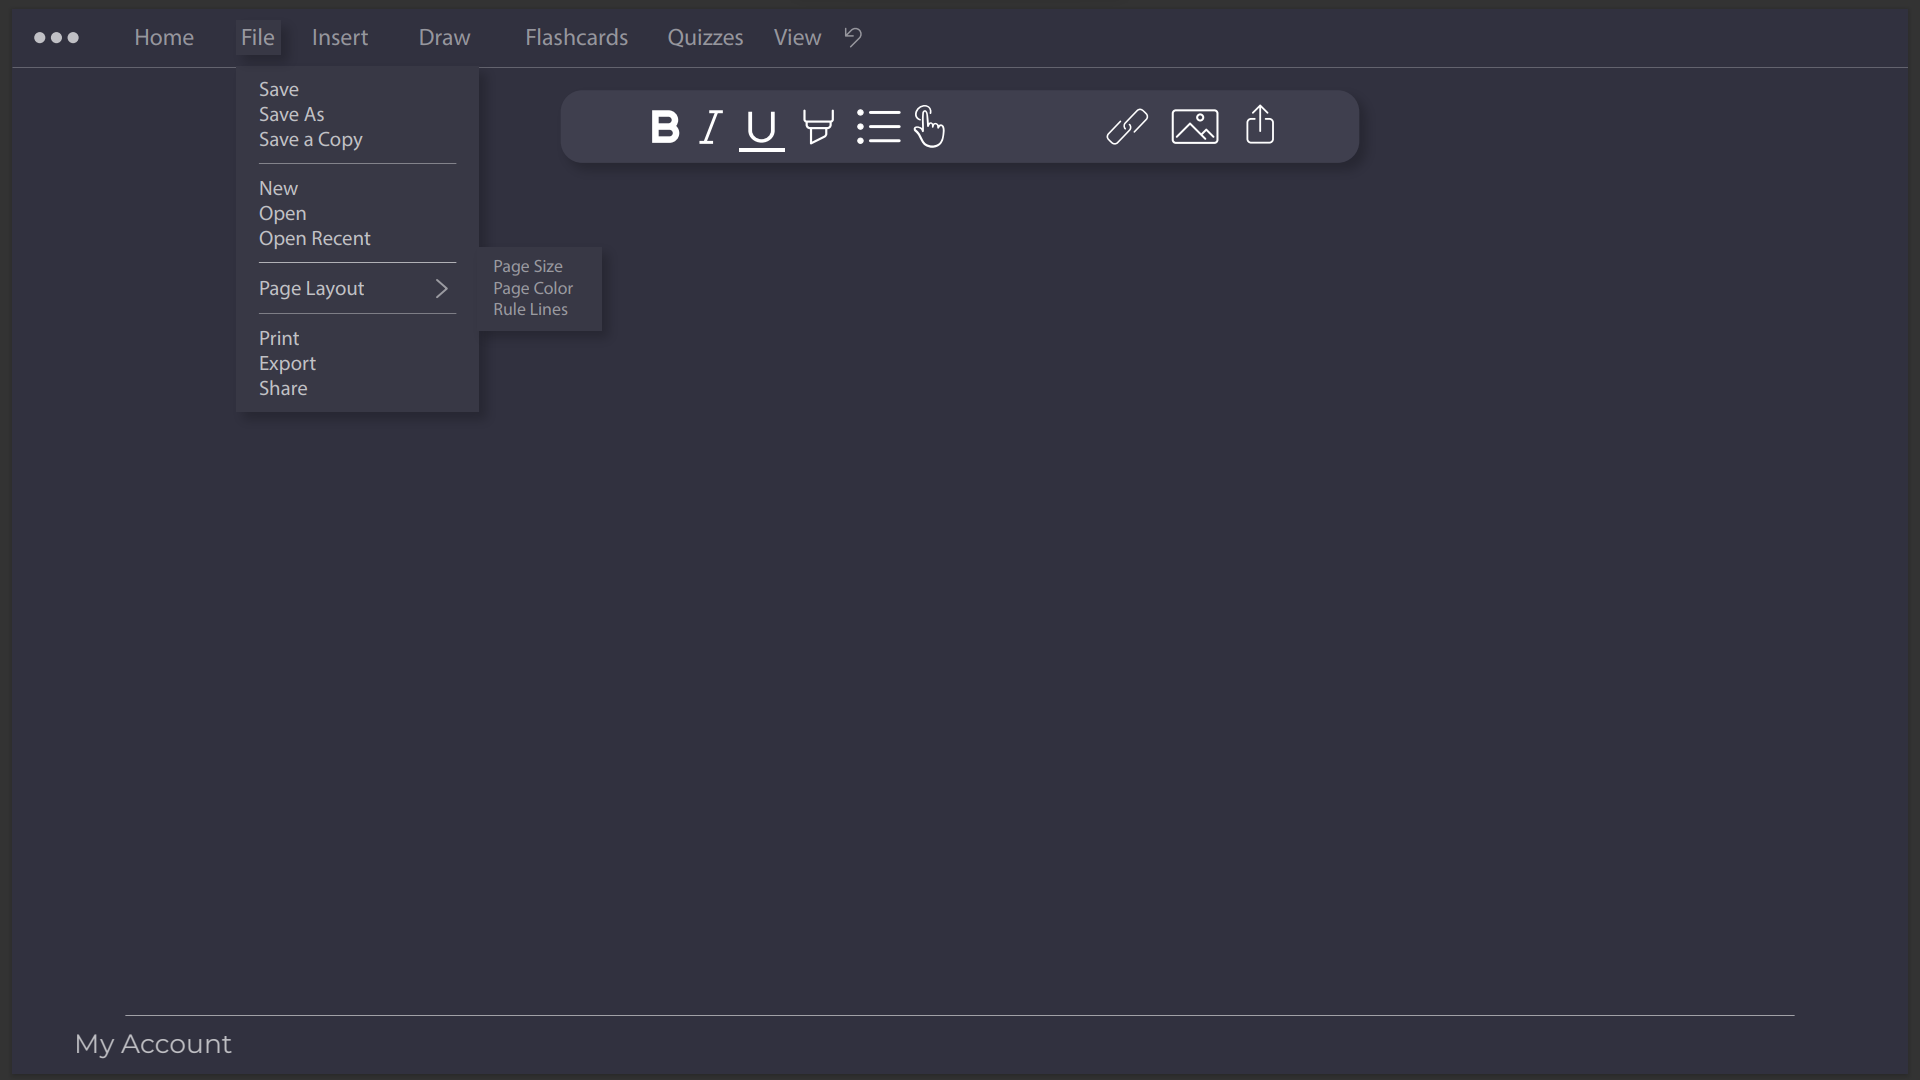 Home File Insert Draw Flashcards Quizzes View
Save
Save As
Save a Copy
New
Open
Open Recent
Page Layout
Page Size
Page Color
Rule Lines
Print
Export
Share
B I U
My Account